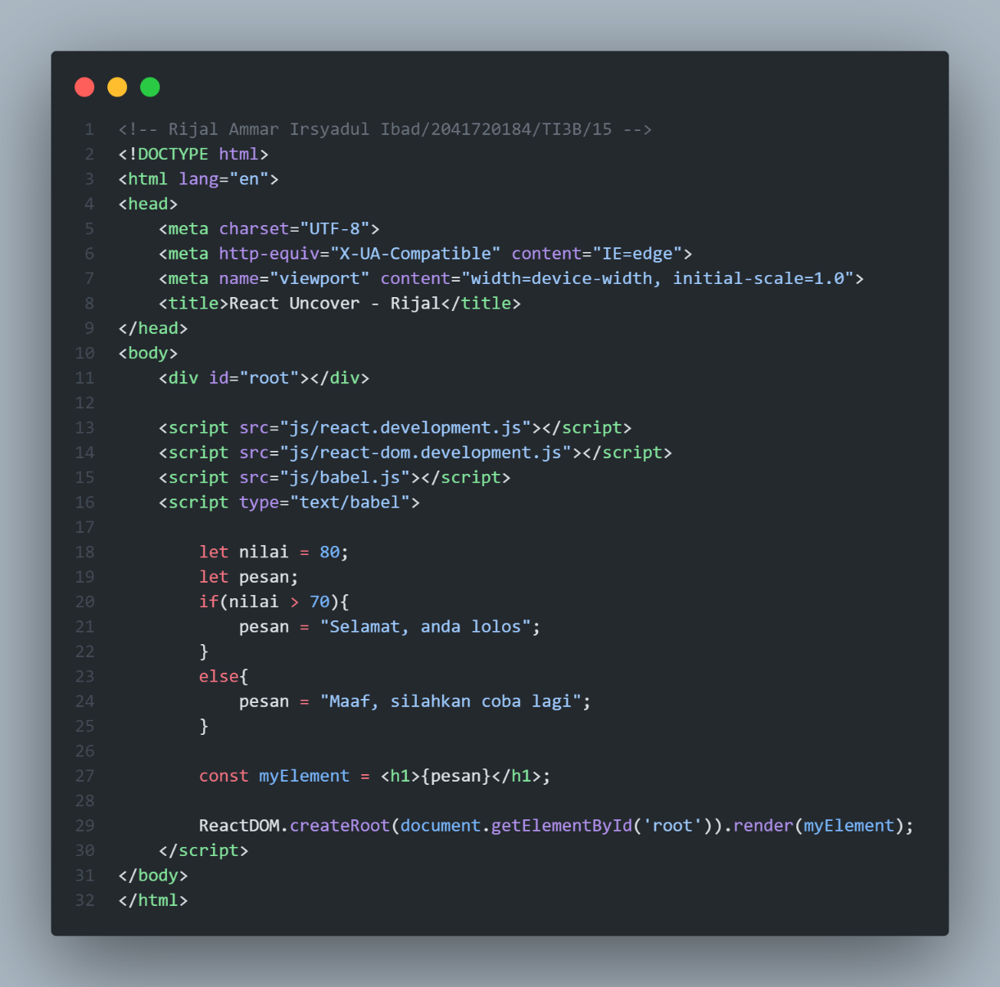 1 <!-- Rijal Ammar Irsyadul Ibad/2041720184/TI3B/15 -->
2 <!DOCTYPE html>
3 <html lang="en">
4 <head>
5     <meta charset="UTF-8">
6     <meta http-equiv="X-UA-Compatible" content="IE=edge">
7     <meta name="viewport" content="width=device-width, initial-scale=1.0">
8     <title>React Uncover - Rijal</title>
9 </head>
10 <body>
11     <div id="root"></div>
12
13     <script src="js/react.development.js"></script>
14     <script src="js/react-dom.development.js"></script>
15     <script src="js/babel.js"></script>
16     <script type="text/babel">
17
18         let nilai = 80;
19         let pesan;
20         if(nilai > 70){
21             pesan = "Selamat, anda lolos";
22         }
23         else{
24             pesan = "Maaf, silahkan coba lagi";
25         }
26
27         const myElement = <h1>{pesan}</h1>;
28
29         ReactDOM.createRoot(document.getElementById('root')).render(myElement);
30     </script>
31 </body>
32 </html>